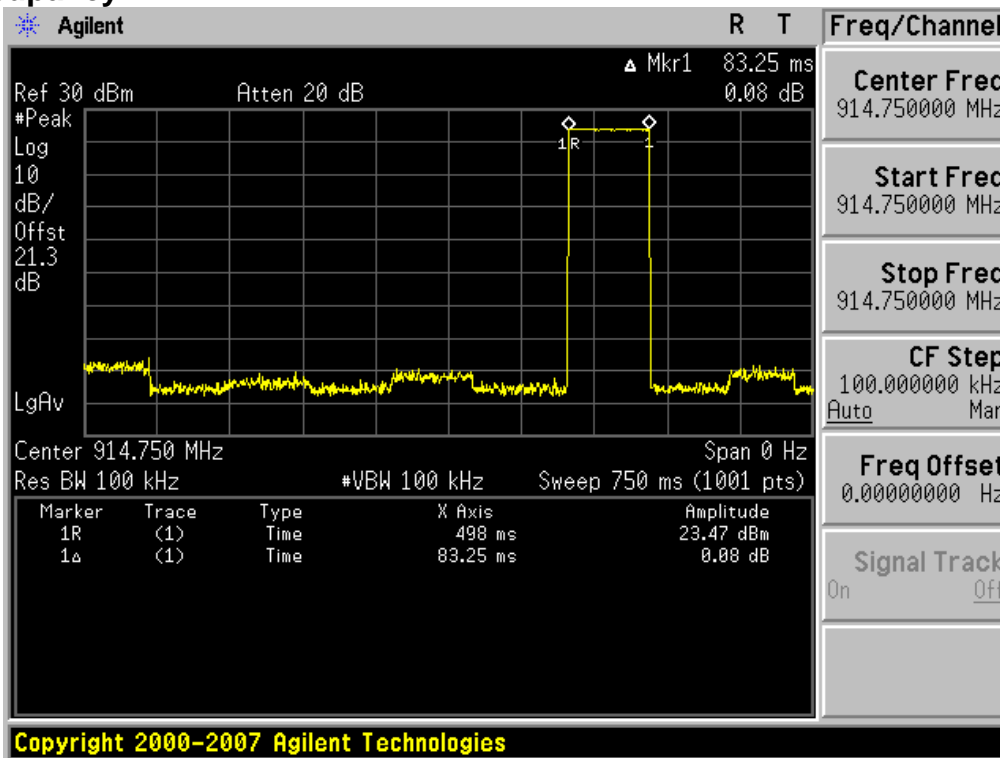 Agilent R T
Freq/Channel
Δ Mkr1 83.25 ms
Ref 30 dBm Atten 20 dB 0.08 dB
#Peak
Log
10
dB/
Offst
21.3
dB
1R 1
LgAv
Center 914.750 MHz Span 0 Hz
Res BW 100 kHz #VBW 100 kHz Sweep 750 ms (1001 pts)
Marker Trace Type X Axis Amplitude
1R (1) Time 498 ms 23.47 dBm
1Δ (1) Time 83.25 ms 0.08 dB
Center Freq
914.750000 MHz
Start Freq
914.750000 MHz
Stop Freq
914.750000 MHz
CF Step
100.000000 kHz
Auto Man
Freq Offset
0.00000000 Hz
Signal Track
On Off
Copyright 2000-2007 Agilent Technologies